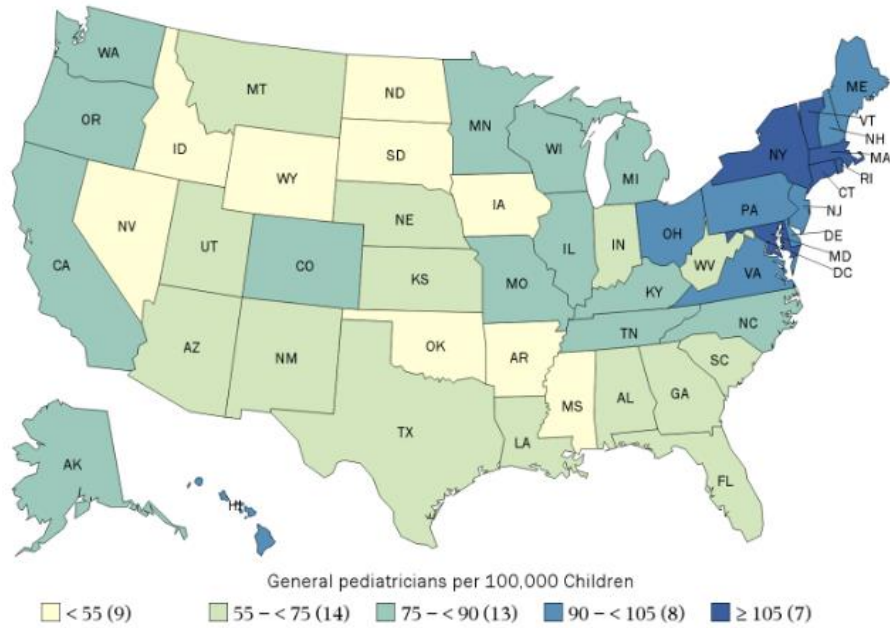 WA
MT
ND
MN
ME
VT
NH
MA
RI
CT
OR
ID
SD
WI
NY
MI
WY
IA
PA
NJ
NE
NV
UT
CO
IL
IN
OH
DE
MD
DC
WV
VA
CA
KS
MO
KY
NC
TN
AZ
NM
OK
AR
SC
MS
AL
GA
TX
LA
FL
AK
HI
General pediatricians per 100,000 Children
< 55 (9) 55 – < 75 (14) 75 – < 90 (13) 90 – < 105 (8) ≥ 105 (7)